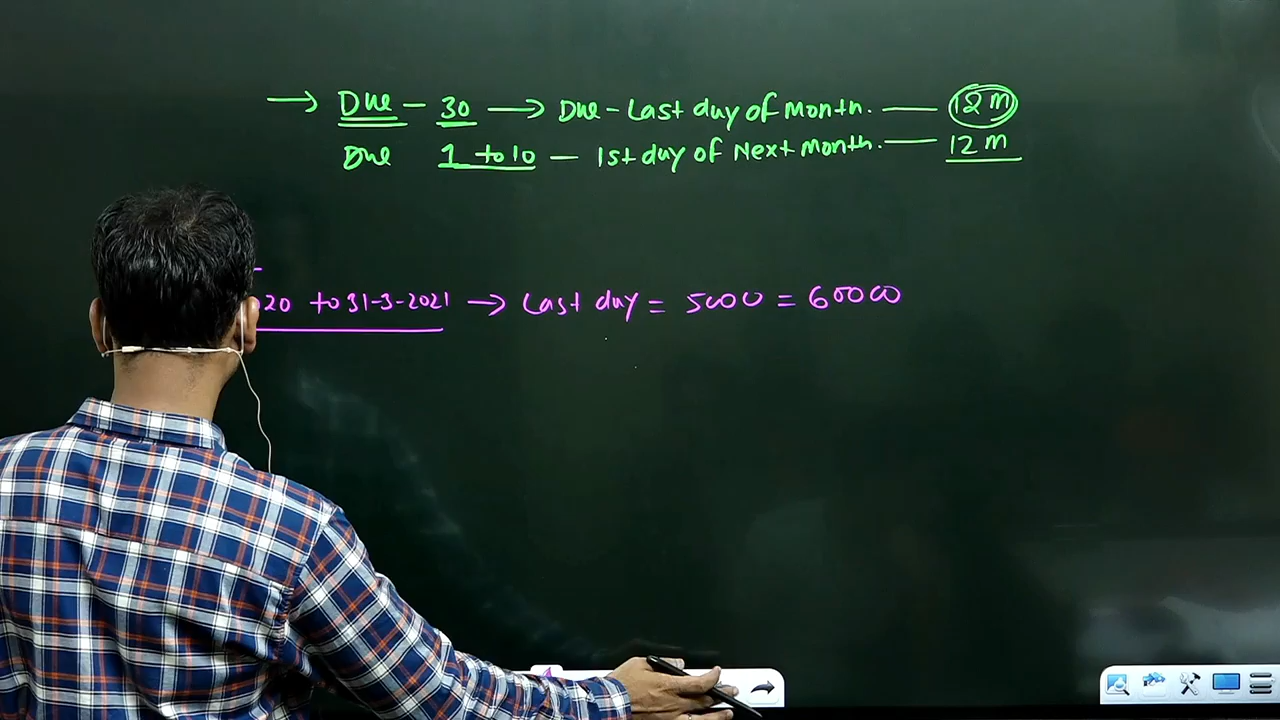 → Due - 30 → Due - Last day of Month. — 12 m
Due 1 to 10 — 1st day of Next Month. — 12 m
20 to 31-3-2021 → Last day = 5000 = 60000